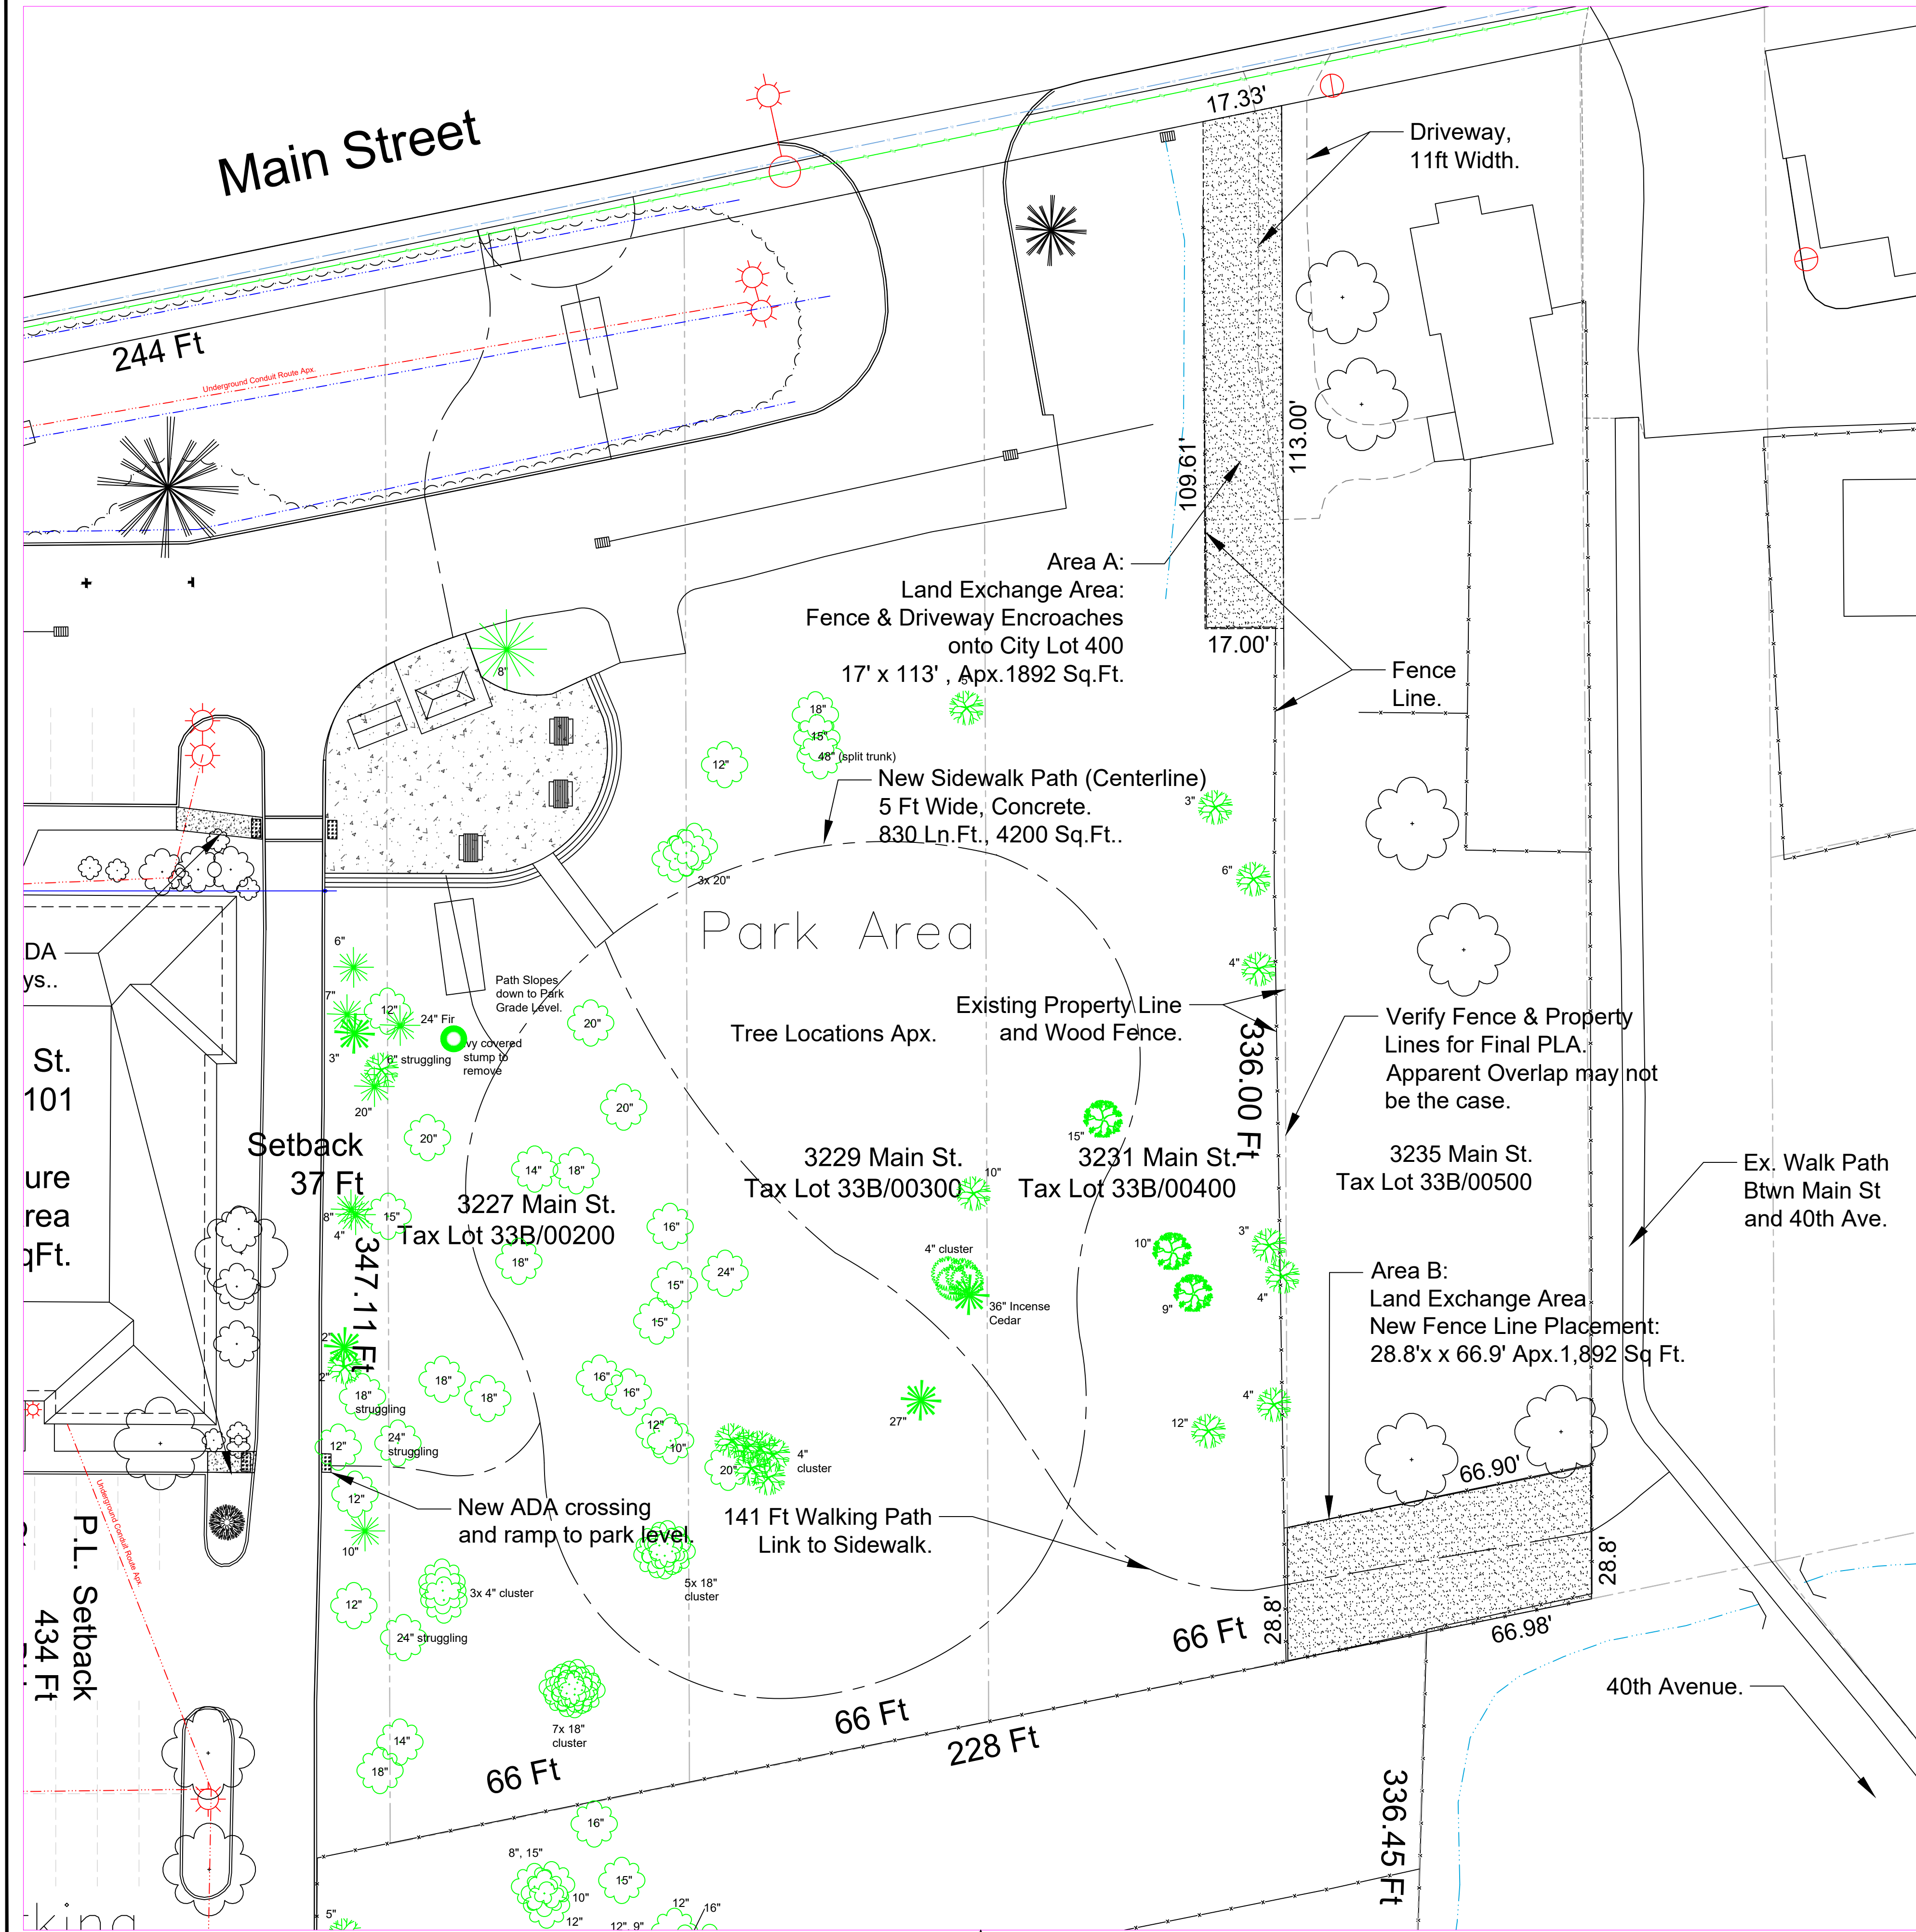 Main Street
244 Ft
Underground Conduit Route Apx.
17.33'
Driveway,
11ft Width.
109.61'
113.00'
17.00'
Area A:
Land Exchange Area:
Fence & Driveway Encroaches
onto City Lot 400
17' x 113' , Apx.1892 Sq.Ft.
Fence
Line.
8"
5"
18"
15"
48" (split trunk)
12"
New Sidewalk Path (Centerline)
5 Ft Wide, Concrete.
830 Ln.Ft., 4200 Sq.Ft..
3"
6"
4"
3x 20"
Park Area
DA
ys..
6"
7"
12"
24" Fir
3"
6" struggling
20"
Path Slopes
down to Park
Grade Level.
Ivy covered
stump to
remove
20"
Tree Locations Apx.
Existing Property Line
and Wood Fence.
336.00 Ft
Verify Fence & Property
Lines for Final PLA.
Apparent Overlap may not
be the case.
St.
101
ure
rea
qFt.
Setback
37 Ft
20"
20"
14"
18"
15"
3227 Main St.
Tax Lot 33B/00200
3229 Main St.
Tax Lot 33B/00300
10"
3231 Main St.
Tax Lot 33B/00400
3235 Main St.
Tax Lot 33B/00500
Ex. Walk Path
Btwn Main St
and 40th Ave.
8"
15"
4"
347.11 Ft
18"
16"
15"
24"
15"
4" cluster
36" Incense
Cedar
10"
9"
3"
4"
Area B:
Land Exchange Area
New Fence Line Placement:
28.8'x x 66.9' Apx.1,892 Sq Ft.
2"
2"
18"
struggling
18"
18"
16"
16"
27"
4"
12"
12"
24"
struggling
12"
10"
20"
4"
cluster
12"
10"
New ADA crossing
and ramp to park level.
141 Ft Walking Path
Link to Sidewalk.
66.90'
28.8'
28.8'
66.98'
Underground Conduit Route Apx.
P.L. Setback
434 Ft
3x 4" cluster
5x 18"
cluster
12"
24" struggling
7x 18"
cluster
14"
18"
66 Ft
66 Ft
66 Ft
228 Ft
336.45 Ft
40th Avenue.
16"
8", 15"
15"
10"
12"
12"
16"
12", 9"
5"
rking